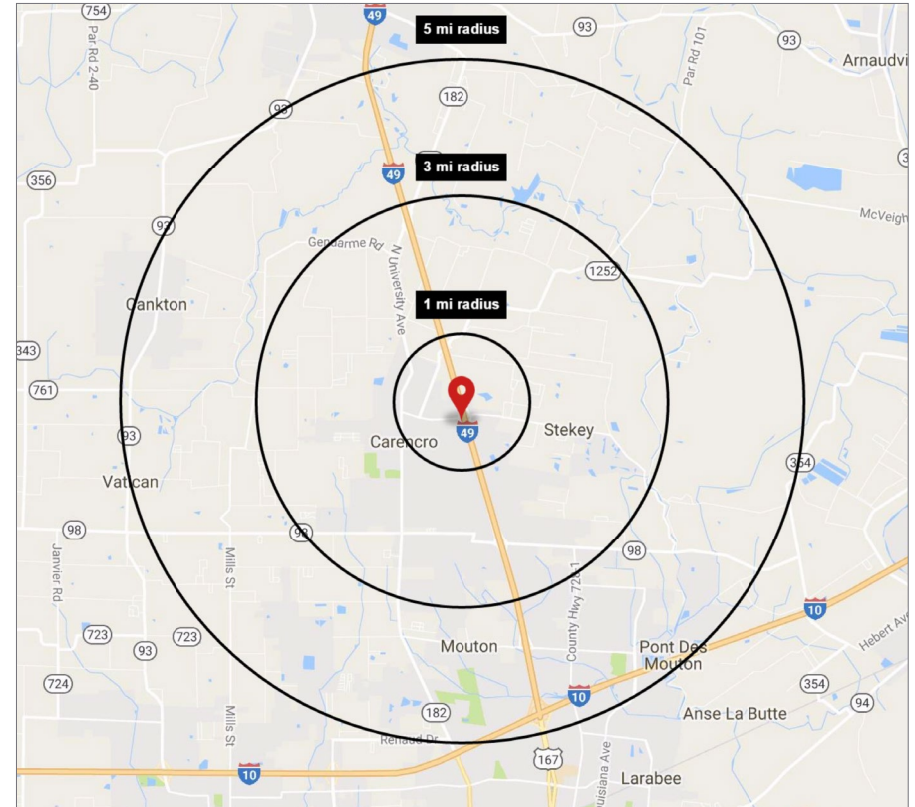 754
49
5 mi radius
93
93
Par Rd 2-40
Par Rd 101
Arnaudvi
182
93
3 mi radius
49
356
93
McVeigh
Gendarme Rd
N University Ave
1252
Cankton
1 mi radius
343
761
49
Stekey
Carencro
93
354
Vatican
98
98
Janvier Rd
Mills St
County Hwy 728-1
10
Hebert Ave
723
723
93
Mouton
Pont Des
Mouton
724
10
354
94
182
Anse La Butte
Mills St
Renaud Dr
167
10
Larabee
uisiana Ave